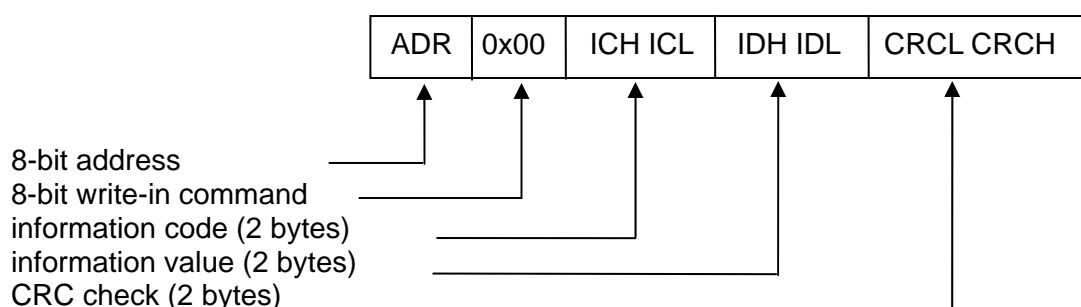 ADR 0x00 ICH ICL IDH IDL CRCL CRCH
8-bit address
8-bit write-in command
information code (2 bytes)
information value (2 bytes)
CRC check (2 bytes)